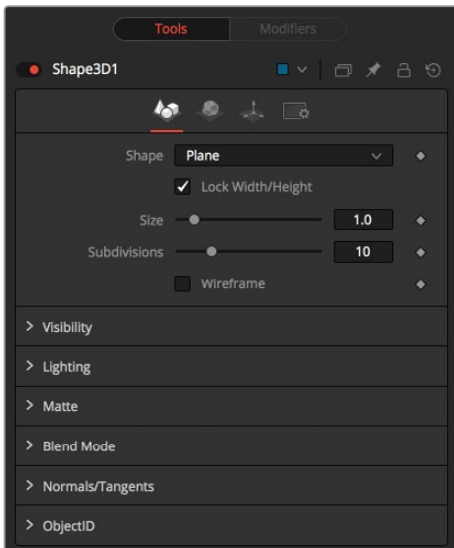 Tools Modifiers
Shape3D1
Shape Plane
Lock Width/Height
Size 1.0
Subdivisions 10
Wireframe
Visibility
Lighting
Matte
Blend Mode
Normals/Tangents
ObjectID